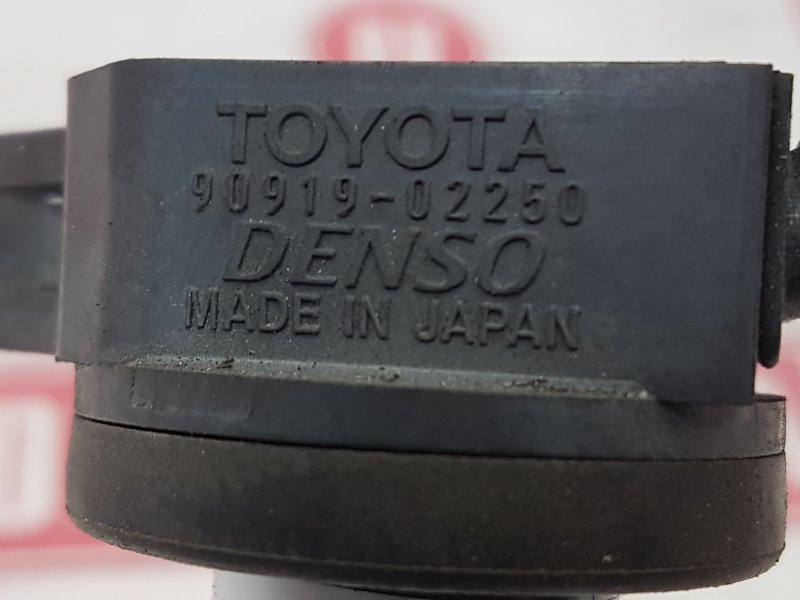 TOYOTA
90919-02250
DENSO
MADE IN JAPAN